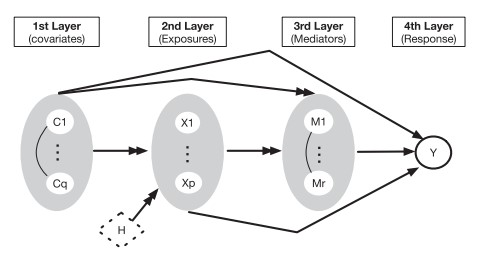 1st Layer
(covariates)
2nd Layer
(Exposures)
3rd Layer
(Mediators)
4th Layer
(Response)
C1
X1
M1
Y
Cq
Xp
Mr
H